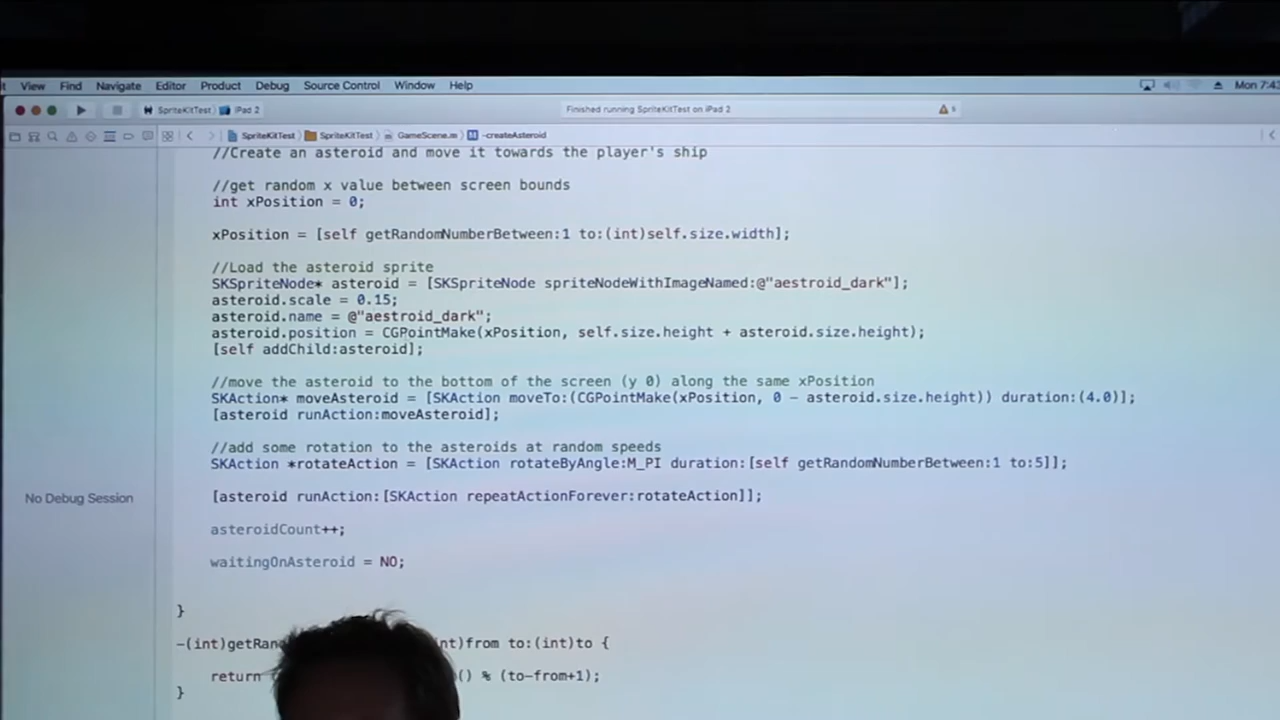 View Find Navigate Editor Product Debug Source Control Window Help Mon 7:43
SpriteKitTest iPad 2 Finished running SpriteKitTest on iPad 2
SpriteKitTest SpriteKitTest GameScene.m -createAsteroid
//Create an asteroid and move it towards the player's ship
//get random x value between screen bounds
int xPosition = 0;
xPosition = [self getRandomNumberBetween:1 to:(int)self.size.width];
//Load the asteroid sprite
SKSpriteNode* asteroid = [SKSpriteNode spriteNodeWithImageNamed:@"aestroid_dark"];
asteroid.scale = 0.15;
asteroid.name = @"aestroid_dark";
asteroid.position = CGPointMake(xPosition, self.size.height + asteroid.size.height);
[self addChild:asteroid];
//move the asteroid to the bottom of the screen (y 0) along the same xPosition
SKAction* moveAsteroid = [SKAction moveTo:(CGPointMake(xPosition, 0 - asteroid.size.height)) duration:(4.0)];
[asteroid runAction:moveAsteroid];
//add some rotation to the asteroids at random speeds
SKAction *rotateAction = [SKAction rotateByAngle:M_PI duration:[self getRandomNumberBetween:1 to:5]];
No Debug Session
[asteroid runAction:[SKAction repeatActionForever:rotateAction]];
asteroidCount++;
waitingOnAsteroid = NO;
}
-(int)getRan nt)from to:(int)to {
return () % (to-from+1);
}